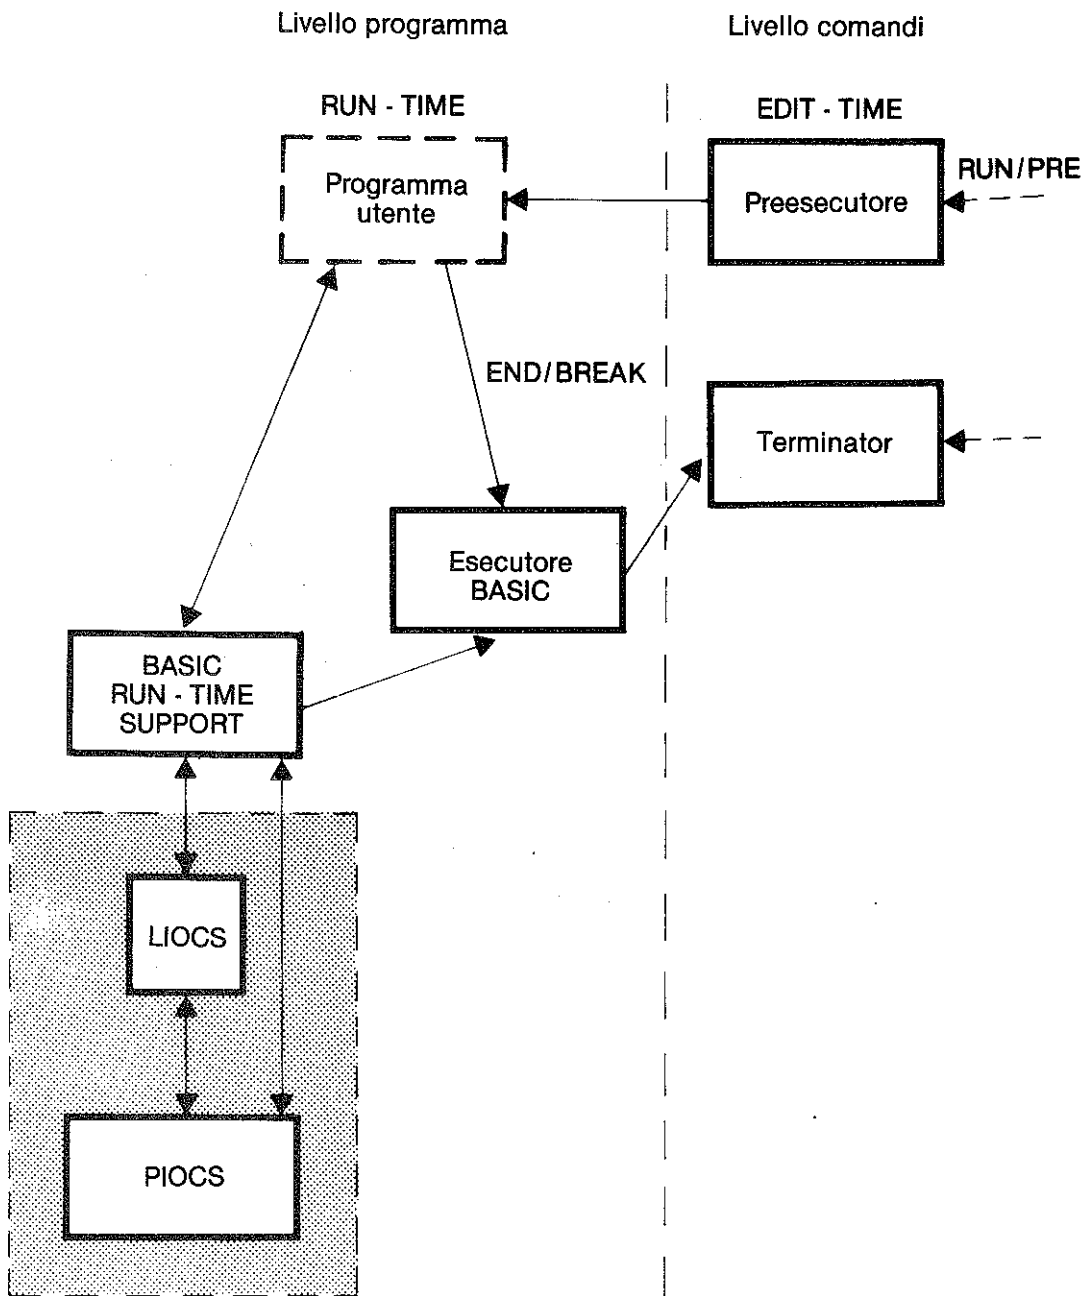 Livello programma
Livello comandi
RUN - TIME
EDIT - TIME
Programma
utente
Preesecutore
RUN/PRE
END/BREAK
Terminator
Esecutore
BASIC
BASIC
RUN - TIME
SUPPORT
LIOCS
PIOCS